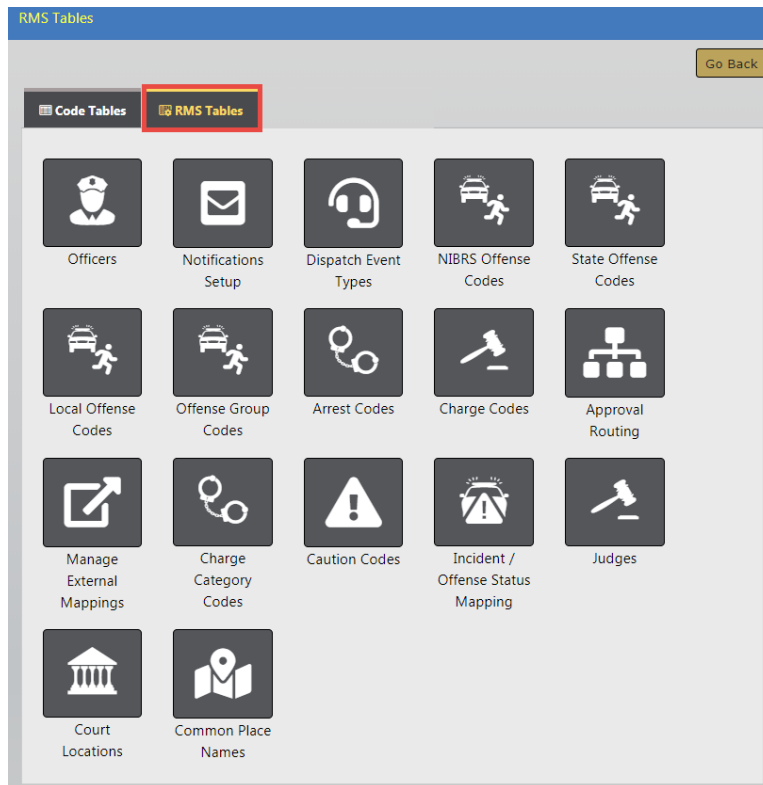 RMS Tables
Go Back
Code Tables
RMS Tables
Officers
Notifications
Setup
Dispatch Event
Types
NIBRS Offense
Codes
State Offense
Codes
Local Offense
Codes
Offense Group
Codes
Arrest Codes
Charge Codes
Approval
Routing
Manage
External
Mappings
Charge
Category
Codes
Caution Codes
Incident /
Offense Status
Mapping
Judges
Court
Locations
Common Place
Names